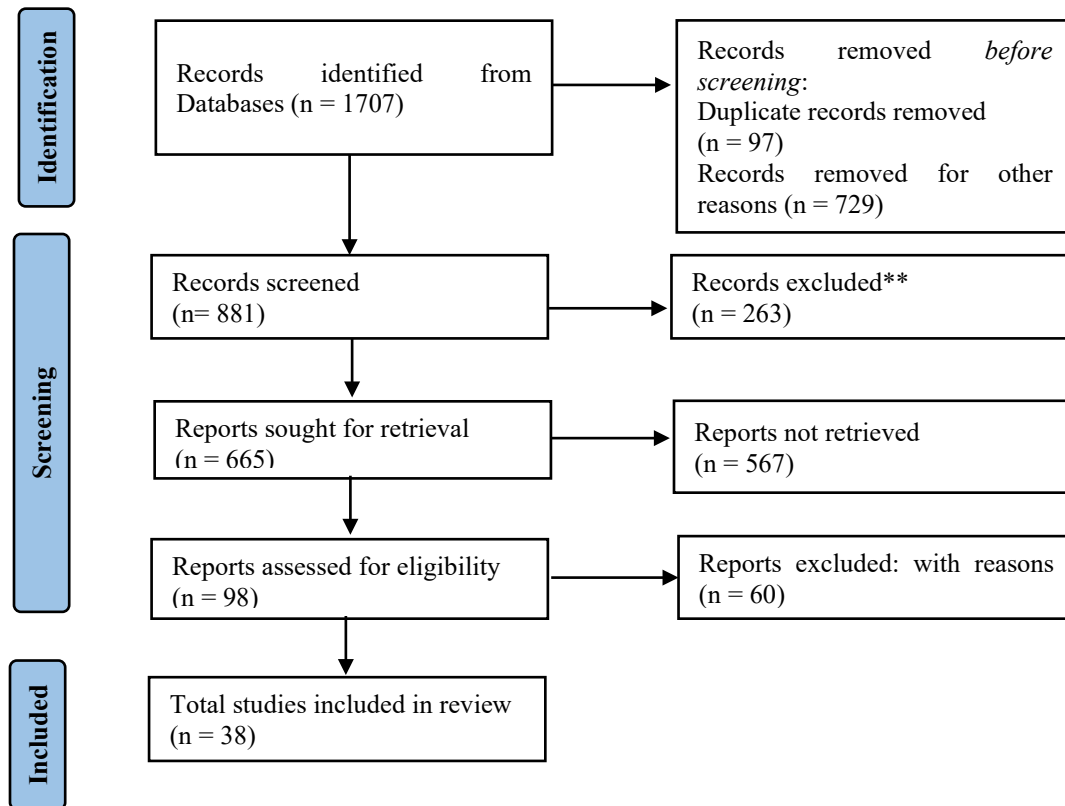 Identification
Records identified from
Databases (n = 1707)
Records removed before
screening:
Duplicate records removed
(n = 97)
Records removed for other
reasons (n = 729)
Screening
Records screened
(n= 881)
Records excluded**
(n = 263)
Reports sought for retrieval
(n = 665)
Reports not retrieved
(n = 567)
Reports assessed for eligibility
(n = 98)
Reports excluded: with reasons
(n = 60)
Included
Total studies included in review
(n = 38)